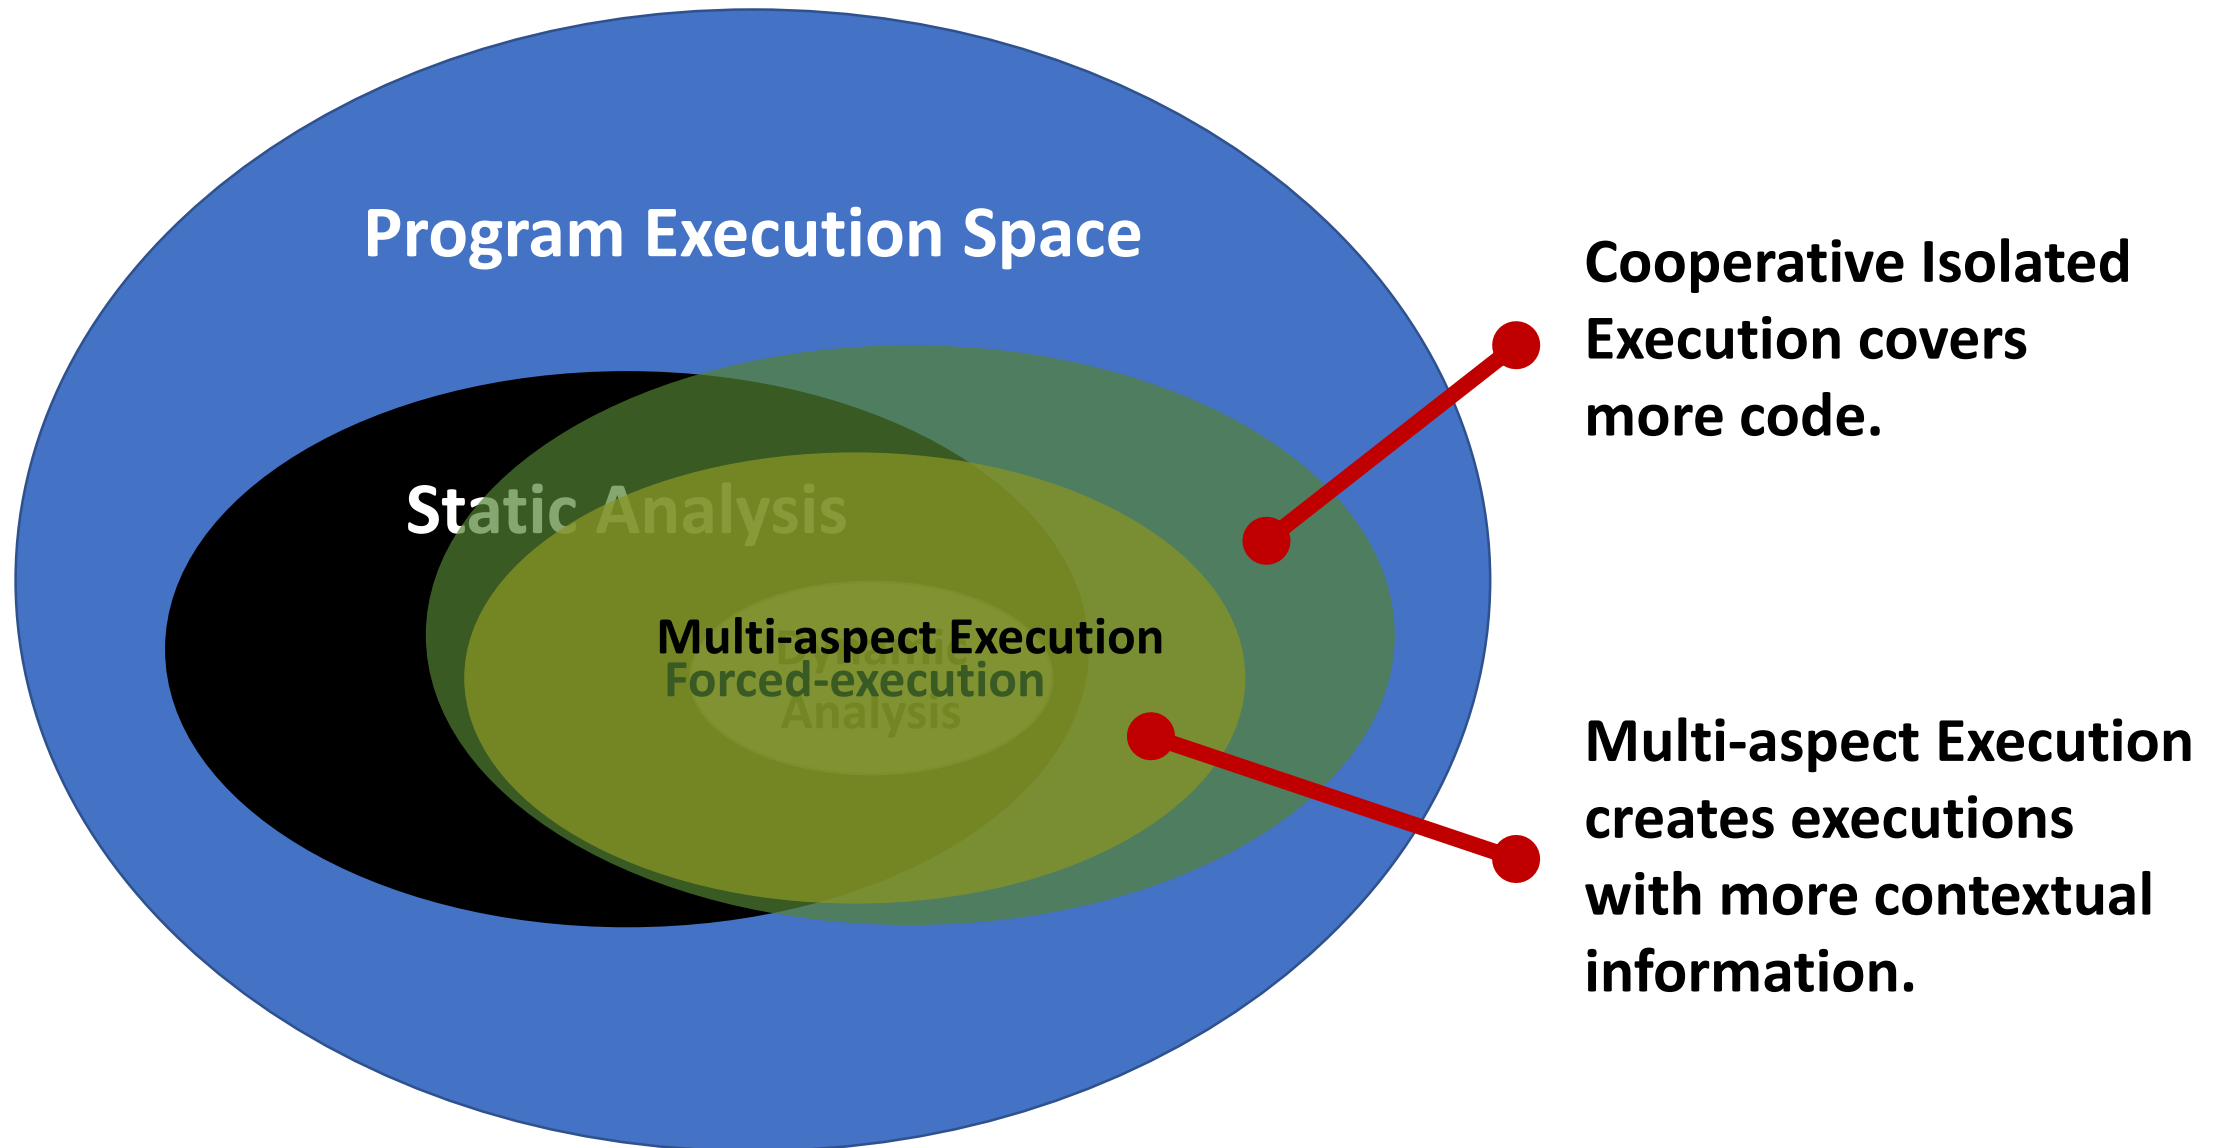 Program Execution Space
Cooperative Isolated
Execution covers
more code.
Static Analysis
Multi-aspect Execution
Dynamic
Forced-execution
Analysis
Multi-aspect Execution
creates executions
with more contextual
information.